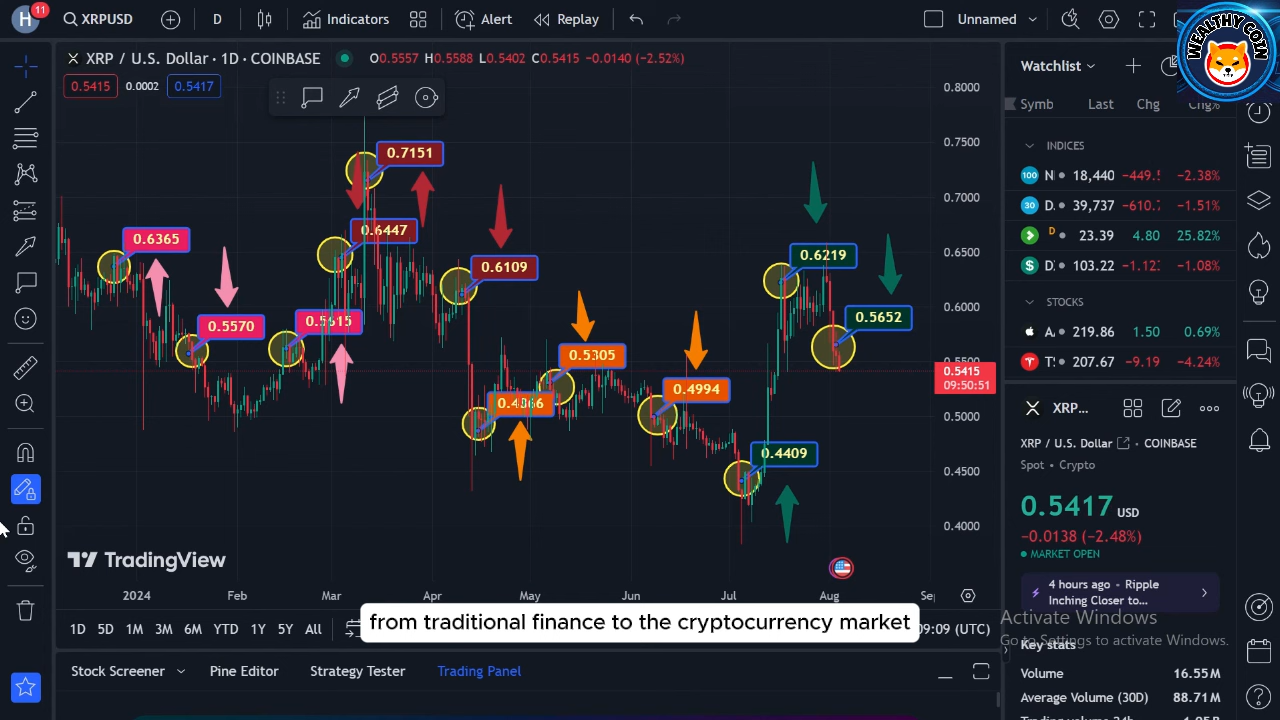 H 11 XRPUSD D Indicators Alert Replay Unnamed
WEALTHY COIN
XRP / U.S. Dollar · 1D · COINBASE O0.5557 H0.5588 L0.5402 C0.5415 -0.0140 (-2.52%)
0.5415 0.0002 0.5417
0.8000
0.7500
0.7000
0.6500
0.6000
0.5500
0.5415
09:50:51
0.5000
0.4500
0.4000
0.6365
0.5570
0.5615
0.6447
0.7151
0.6109
0.4866
0.5305
0.4994
0.4409
0.6219
0.5652
TradingView
2024 Feb Mar Apr May Jun Jul Aug Se
1D 5D 1M 3M 6M YTD 1Y 5Y All 09:09 (UTC)
from traditional finance to the cryptocurrency market
Stock Screener Pine Editor Strategy Tester Trading Panel
Watchlist
Symb Last Chg Chg%
INDICES
100 N 18,440 -449.5 -2.38%
30 D. 39,737 -610.7 -1.51%
D 23.39 4.80 25.82%
$ D. 103.22 -1.12 -1.08%
STOCKS
A. 219.86 1.50 0.69%
T. 207.67 -9.19 -4.24%
XRP...
XRP / U.S. Dollar · COINBASE
Spot · Crypto
0.5417 USD
-0.0138 (-2.48%)
MARKET OPEN
4 hours ago · Ripple
Inching Closer to...
Activate Windows
Go to Settings to activate Windows.
Key stats
Volume 16.55M
Average Volume (30D) 88.71M